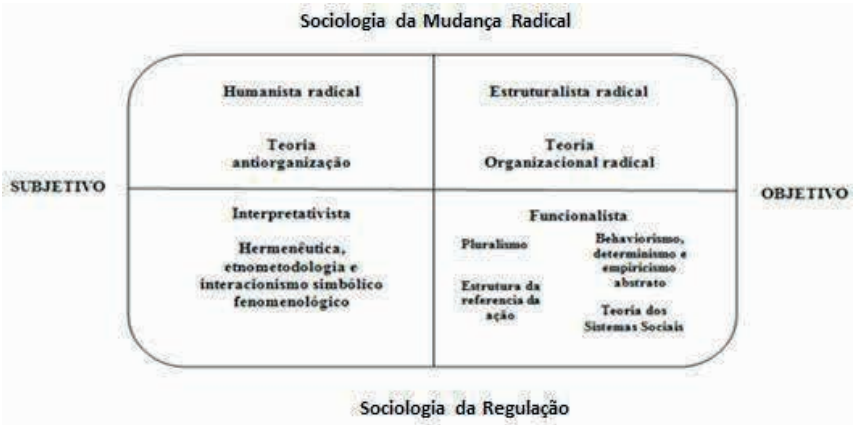 Sociologia da Mudança Radical
Humanista radical
Teoria
antiorganização
Estruturalista radical
Teoria
Organizacional radical
SUBJETIVO
OBJETIVO
Interpretativista
Hermenêutica,
etnometodologia e
interacionismo simbólico
fenomenológico
Funcionalista
Pluralismo
Behaviorismo,
determinismo e
empiricismo
abstrato
Estrutura da
referencia da
ação
Teoria dos
Sistemas Sociais
Sociologia da Regulação